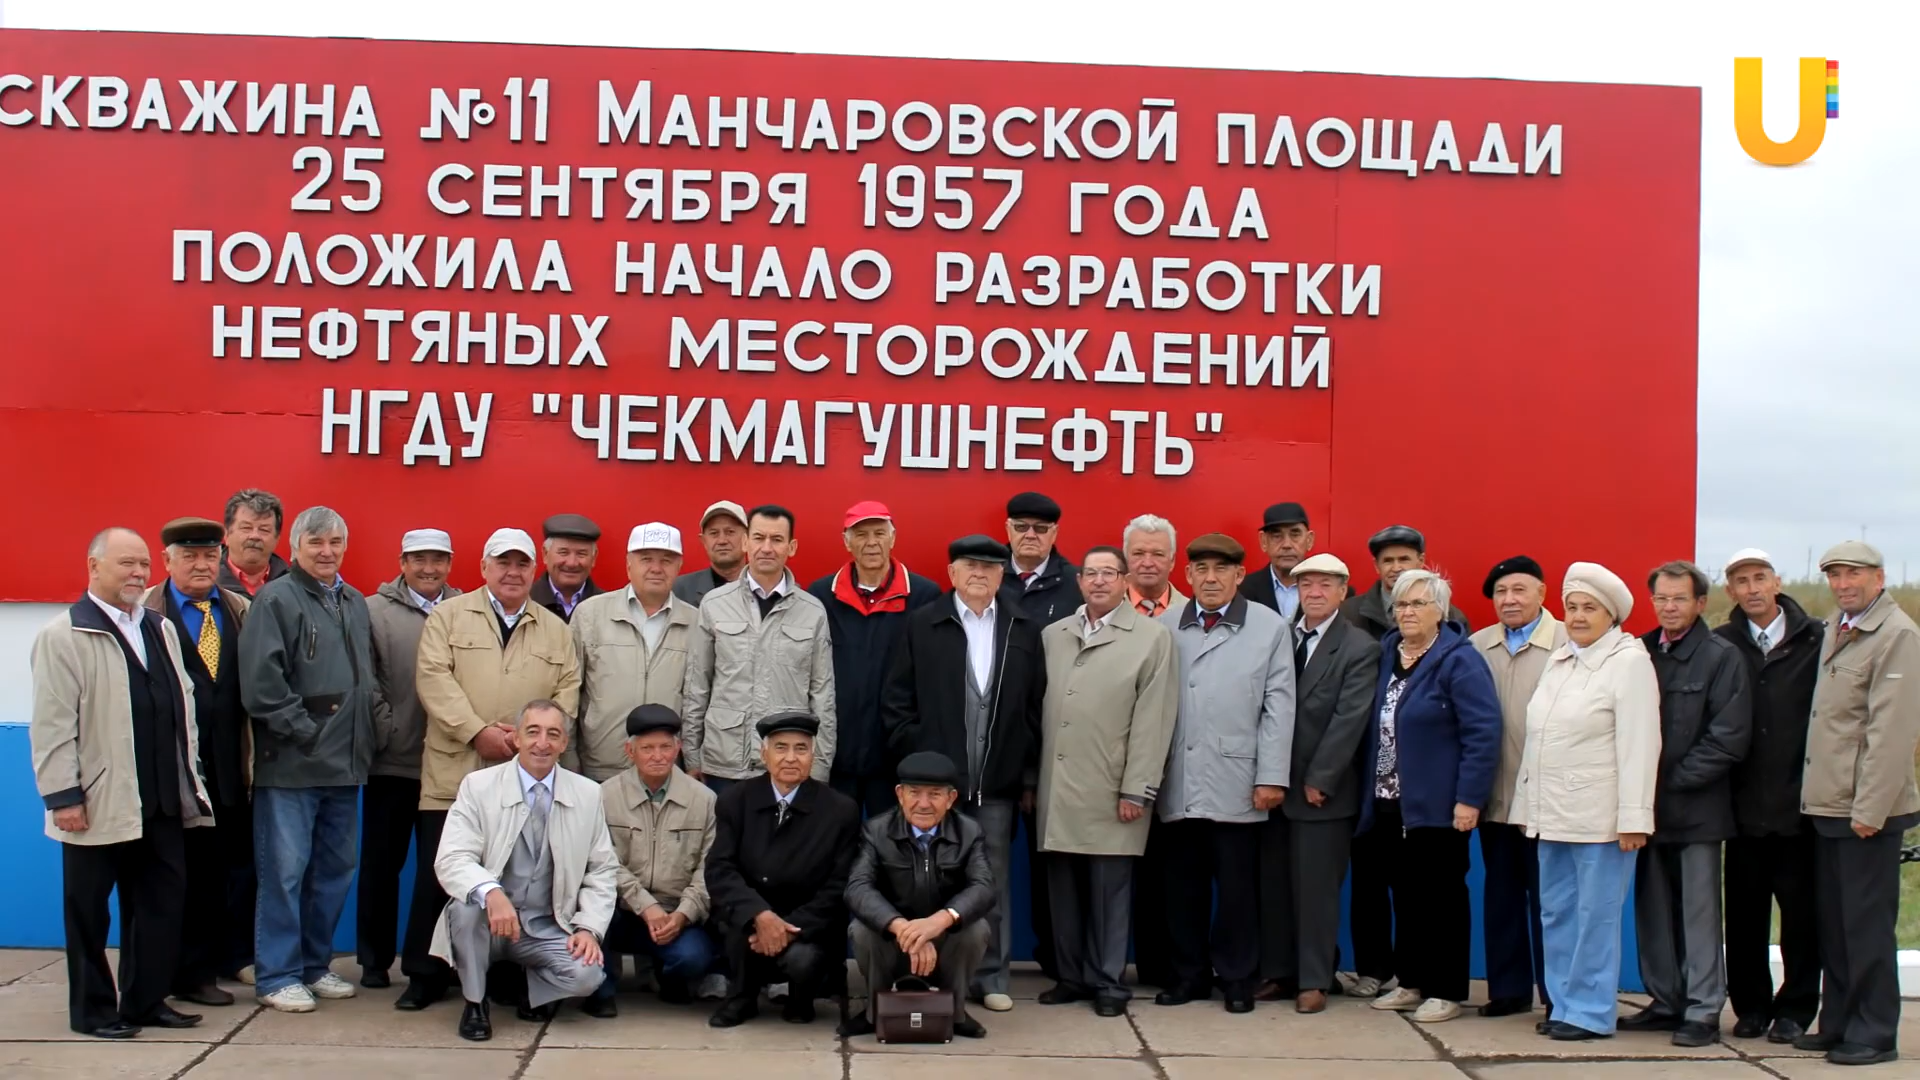 СКВАЖИНА №11 МАНЧАРОВСКОЙ ПЛОЩАДИ
25 СЕНТЯБРЯ 1957 ГОДА
ПОЛОЖИЛА НАЧАЛО РАЗРАБОТКИ
НЕФТЯНЫХ МЕСТОРОЖДЕНИЙ
НГДУ "ЧЕКМАГУШНЕФТЬ"
U